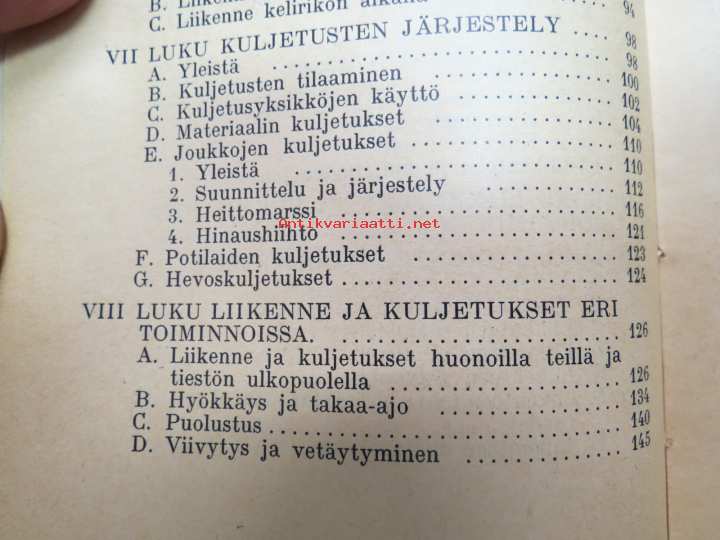 B.
C. Liikenne kelirikon aikana 94
VII LUKU KULJETUSTEN JÄRJESTELY .... 98
A. Yleistä .................... 98
B. Kuljetusten tilaaminen .................... 100
C. Kuljetusyksikköjen käyttö .................... 102
D. Materiaalin kuljetukset .................... 104
E. Joukkojen kuljetukset .................... 110
1. Yleistä .................... 110
2. Suunnittelu ja järjestely .................... 112
3. Heittomarssi .................... 116
Antikvariaatti.net
4. Hinaushiihto .................... 121
F. Potilaiden kuljetukset .................... 123
G. Hevoskuljetukset .................... 124
VIII LUKU LIIKENNE JA KULJETUKSET ERI
TOIMINNOISSA. .................... 126
A. Liikenne ja kuljetukset huonoilla teillä ja
tiestön ulkopuolella .................... 126
B. Hyökkäys ja takaa-ajo .................... 134
C. Puolustus .................... 140
D. Viivytys ja vetäytyminen .................... 145